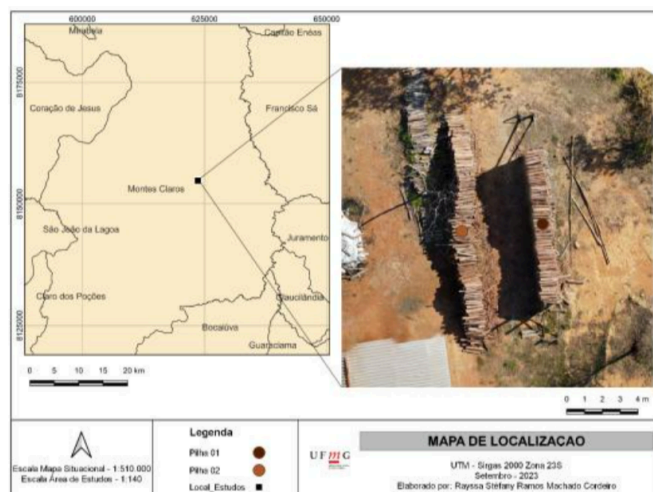 600000 625000 650000
Mirabela
Capitão Enéas
8175000
Coração de Jesus
Francisco Sá
Montes Claros
8150000
São João da Lagoa
Juramento
Claro dos Poções
Glaucilândia
8125000
Bocaiúva
Guaraciama
0 5 10 15 20 km
0 1 2 3 4 m
Escala Mapa Situacional - 1:510.000
Escala Área de Estudos - 1:140
Legenda
Pilha 01
Pilha 02
Local_Estudos
UFMG
MAPA DE LOCALIZACAO
UTM - Sirgas 2000 Zona 23S
Setembro - 2023
Elaborado por: Rayssa Stéfany Ramos Machado Cordeiro